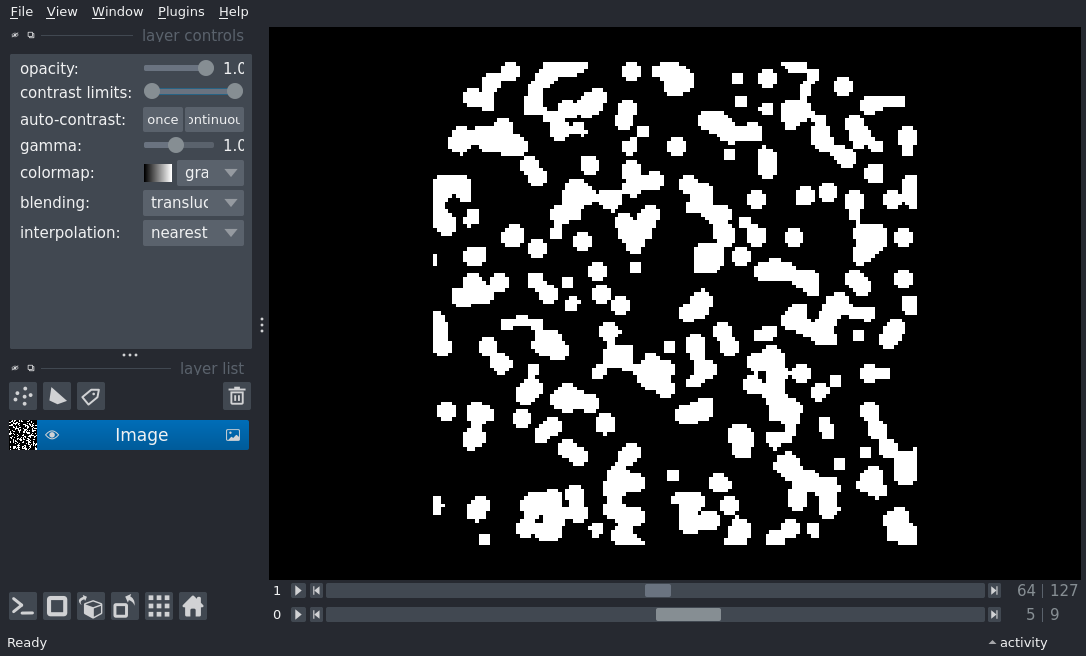 File View Window Plugins Help
layer controls
opacity: 1.0
contrast limits:
auto-contrast: once ontinuou
gamma: 1.0
colormap: gra
blending: transluc
interpolation: nearest
layer list
Image
1 64 127
0 5 9
Ready activity